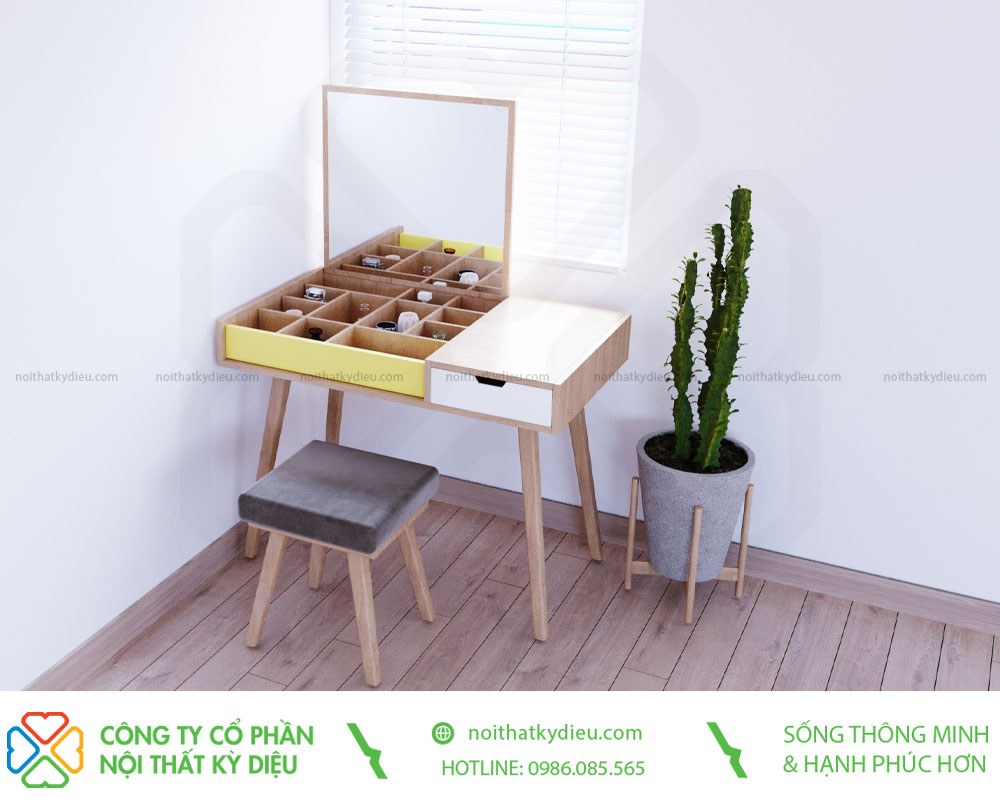 noithatkydieu.com noithatkydieu.com noithatkydieu.com noithatkydieu.com noithatkydieu.com noithatkydieu.com noithatkydieu.com
CÔNG TY CỔ PHẦN
NỘI THẤT KỲ DIỆU
noithatkydieu.com
HOTLINE: 0986.085.565
SỐNG THÔNG MINH
& HẠNH PHÚC HƠN